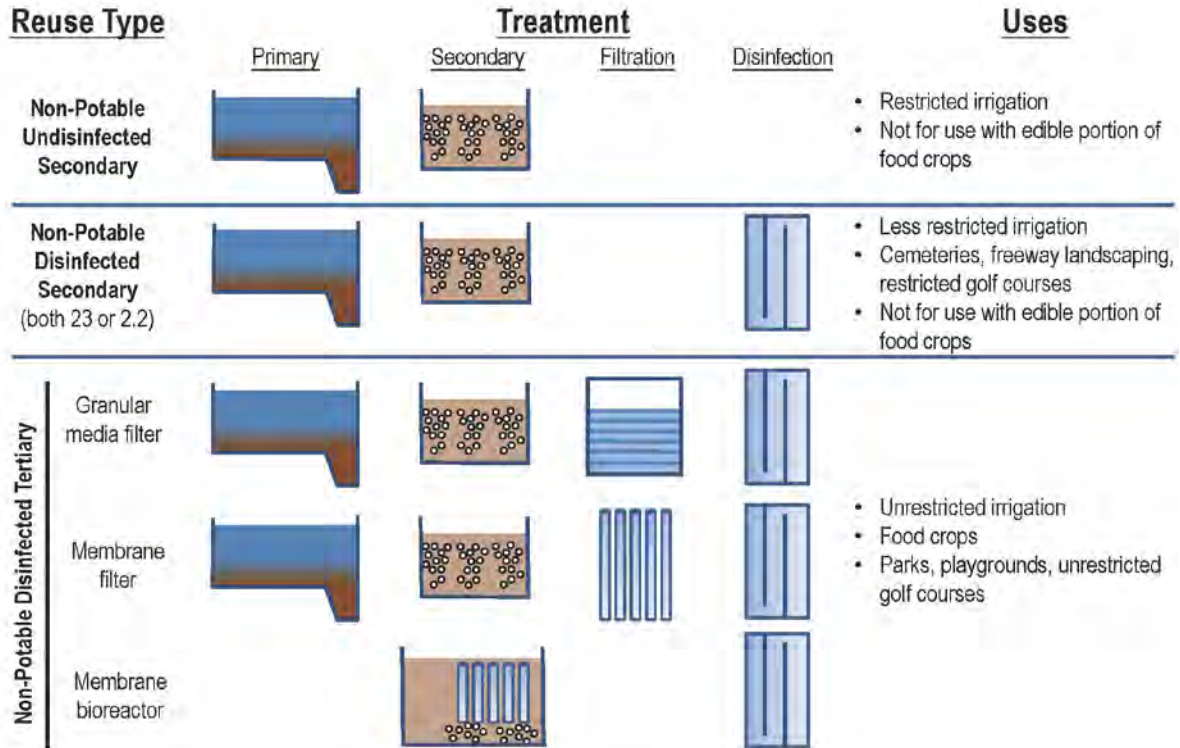 Reuse Type
Treatment
Uses
Primary
Secondary
Filtration
Disinfection
Non-Potable
Undisinfected
Secondary
• Restricted irrigation
• Not for use with edible portion of
food crops
Non-Potable
Disinfected
Secondary
(both 23 or 2.2)
• Less restricted irrigation
• Cemeteries, freeway landscaping,
restricted golf courses
• Not for use with edible portion of
food crops
Non-Potable Disinfected Tertiary
Granular
media filter
Membrane
filter
Membrane
bioreactor
• Unrestricted irrigation
• Food crops
• Parks, playgrounds, unrestricted
golf courses